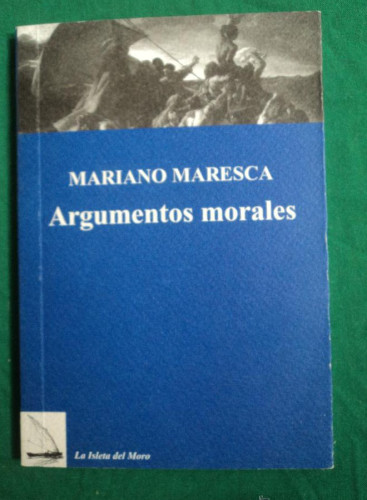 MARIANO MARESCA
Argumentos morales
La Isleta del Moro